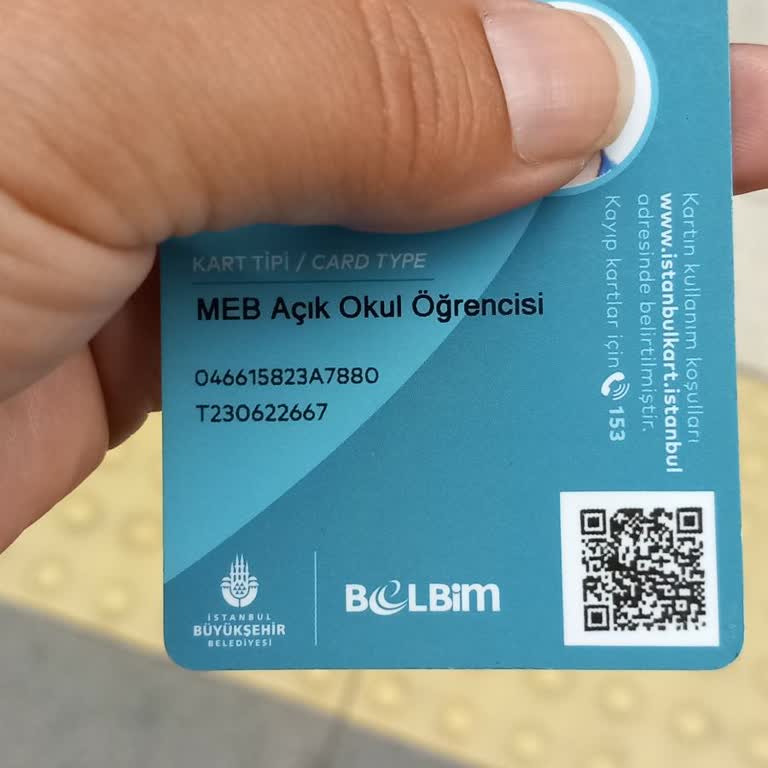 KART TİPİ / CARD TYPE
MEB Açık Okul Öğrencisi
046615823A7880
T230622667
Kartın kullanım koşulları
www.istanbulkart.istanbul
adresinde belirtilmiştir.
Kayıp kartlar için 153
İSTANBUL
BÜYÜKŞEHİR
BELEDİYESİ
BELBİM